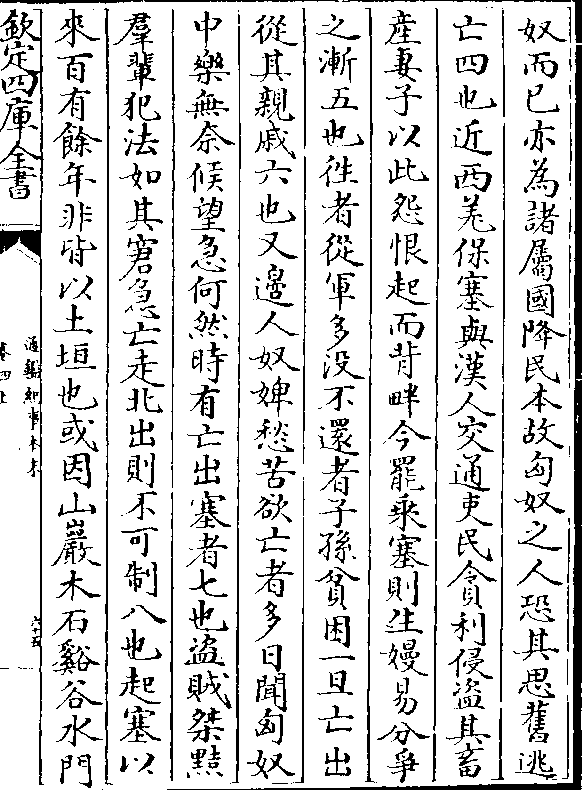 奴而已亦為諸屬國降民本故匈奴之人恐其思舊逃
亡四也近西羌保塞與漢人交通吏民貪利侵盜其畜
產妻子以此怨恨起而背畔今罷乘塞則生嫚易分爭
之漸五也徃者從軍多没不還者子孫貧困一旦亡出
從其親戚六也又邊人奴婢愁苦欲亡者多曰聞匈奴
中樂無奈候望急何然時有亡出塞者七也盜賊桀黠
羣輩犯法如其窘急亡走北出則不可制八也起塞以
來百有餘年非皆以土垣也或因山巖木石谿谷水門
欽定四庫全書
通鑑紀事本末
卷四上
六十五